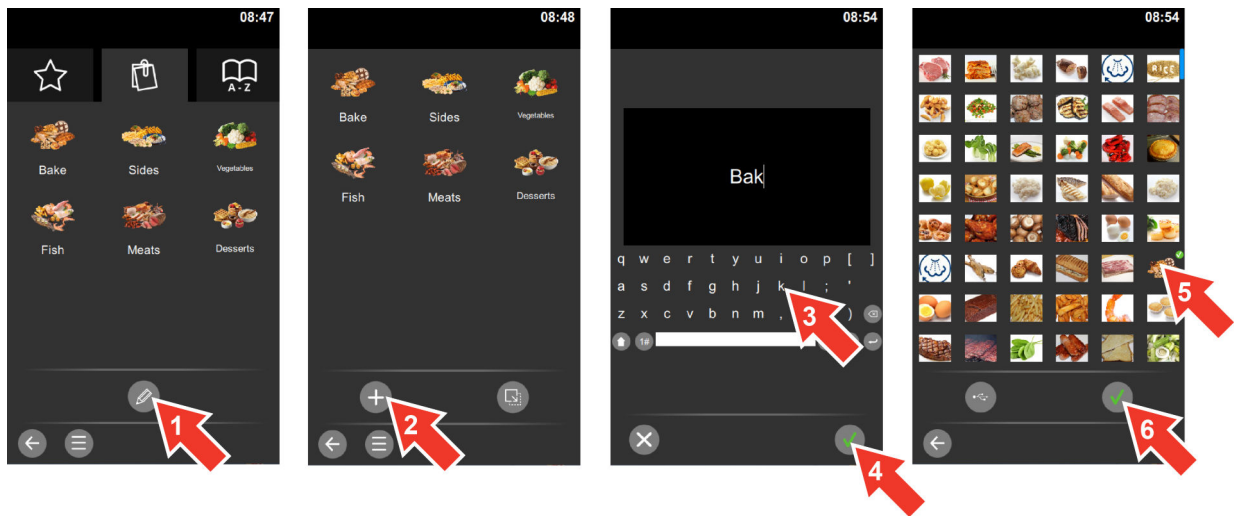 08:47
A - Z
Bake Sides Vegetables
Fish Meats Desserts
1
08:48
Bake Sides Vegetables
Fish Meats Desserts
2
08:54
Bak
q w e r t y u i o p [ ]
a s d f g h j k l ; '
z x c v b n m , )
1#
3
4
08:54
RICE
5
6